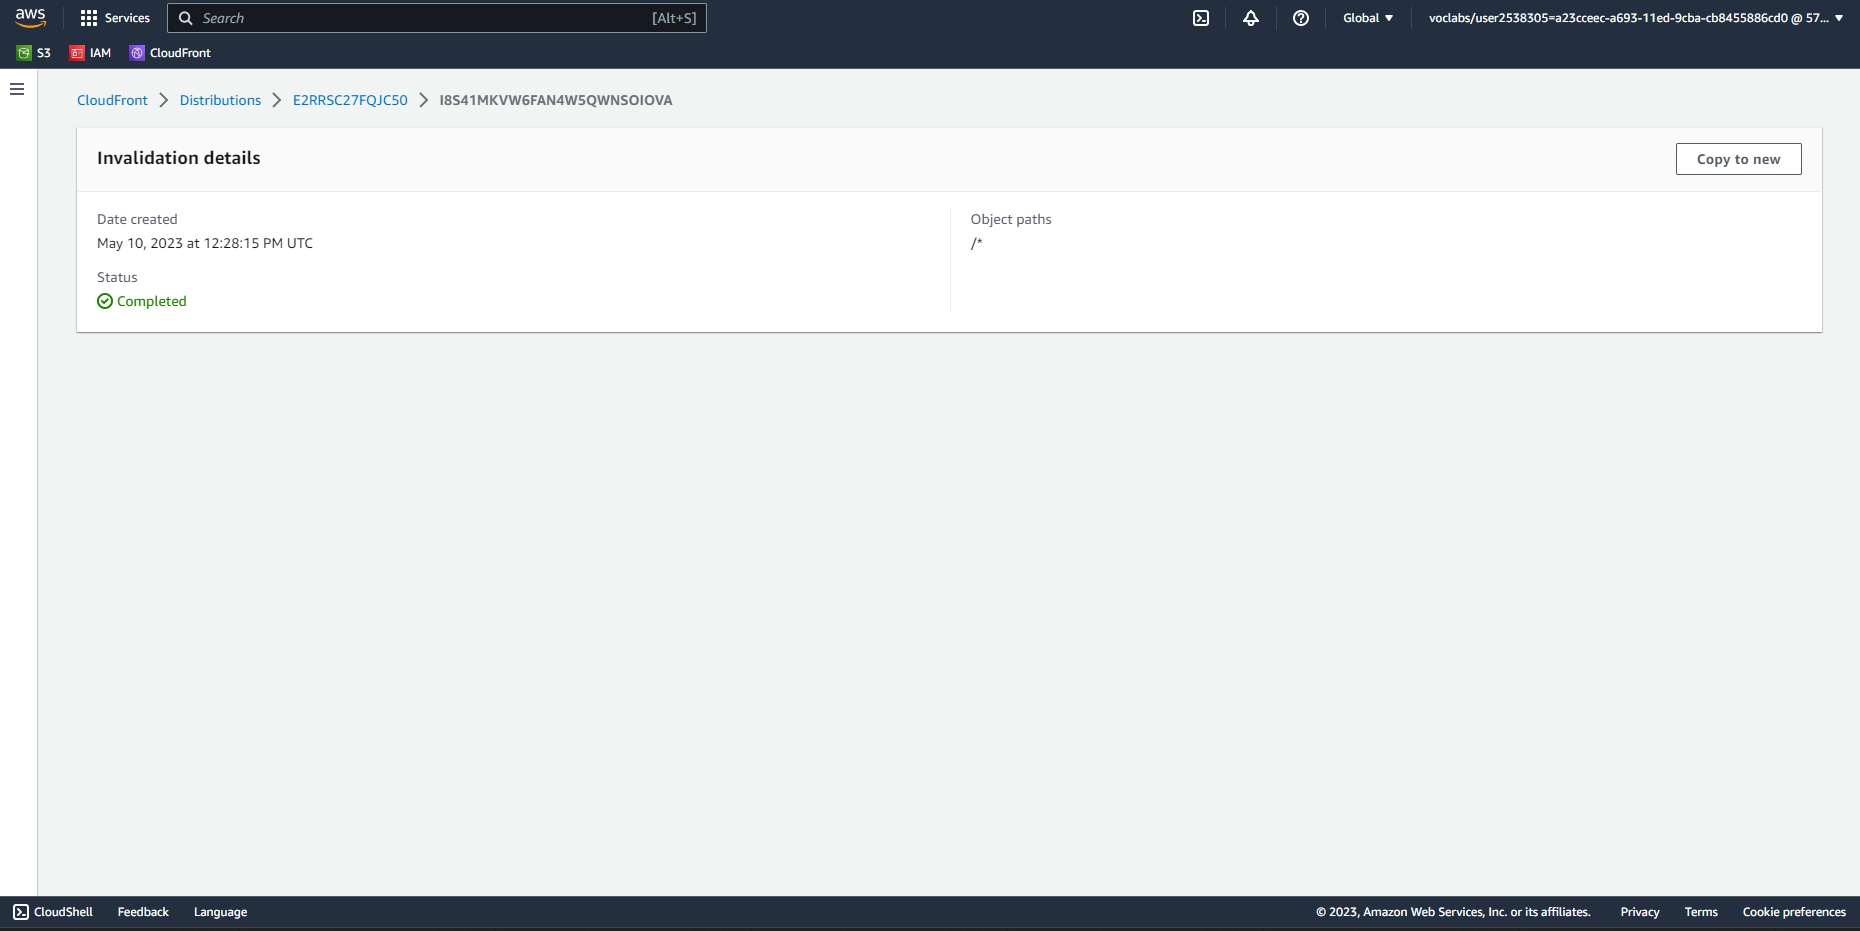 aws
Services
Search
[Alt+S]
Global
voclabs/user2538305=a23cceec-a693-11ed-9cba-cb8455886cd0 @ 57...
S3
IAM
CloudFront
CloudFront
Distributions
E2RRSC27FQJC50
I8S41MKVW6FAN4W5QWNSOIOVA
Invalidation details
Copy to new
Date created
May 10, 2023 at 12:28:15 PM UTC
Status
Completed
Object paths
/*
CloudShell
Feedback
Language
© 2023, Amazon Web Services, Inc. or its affiliates.
Privacy
Terms
Cookie preferences